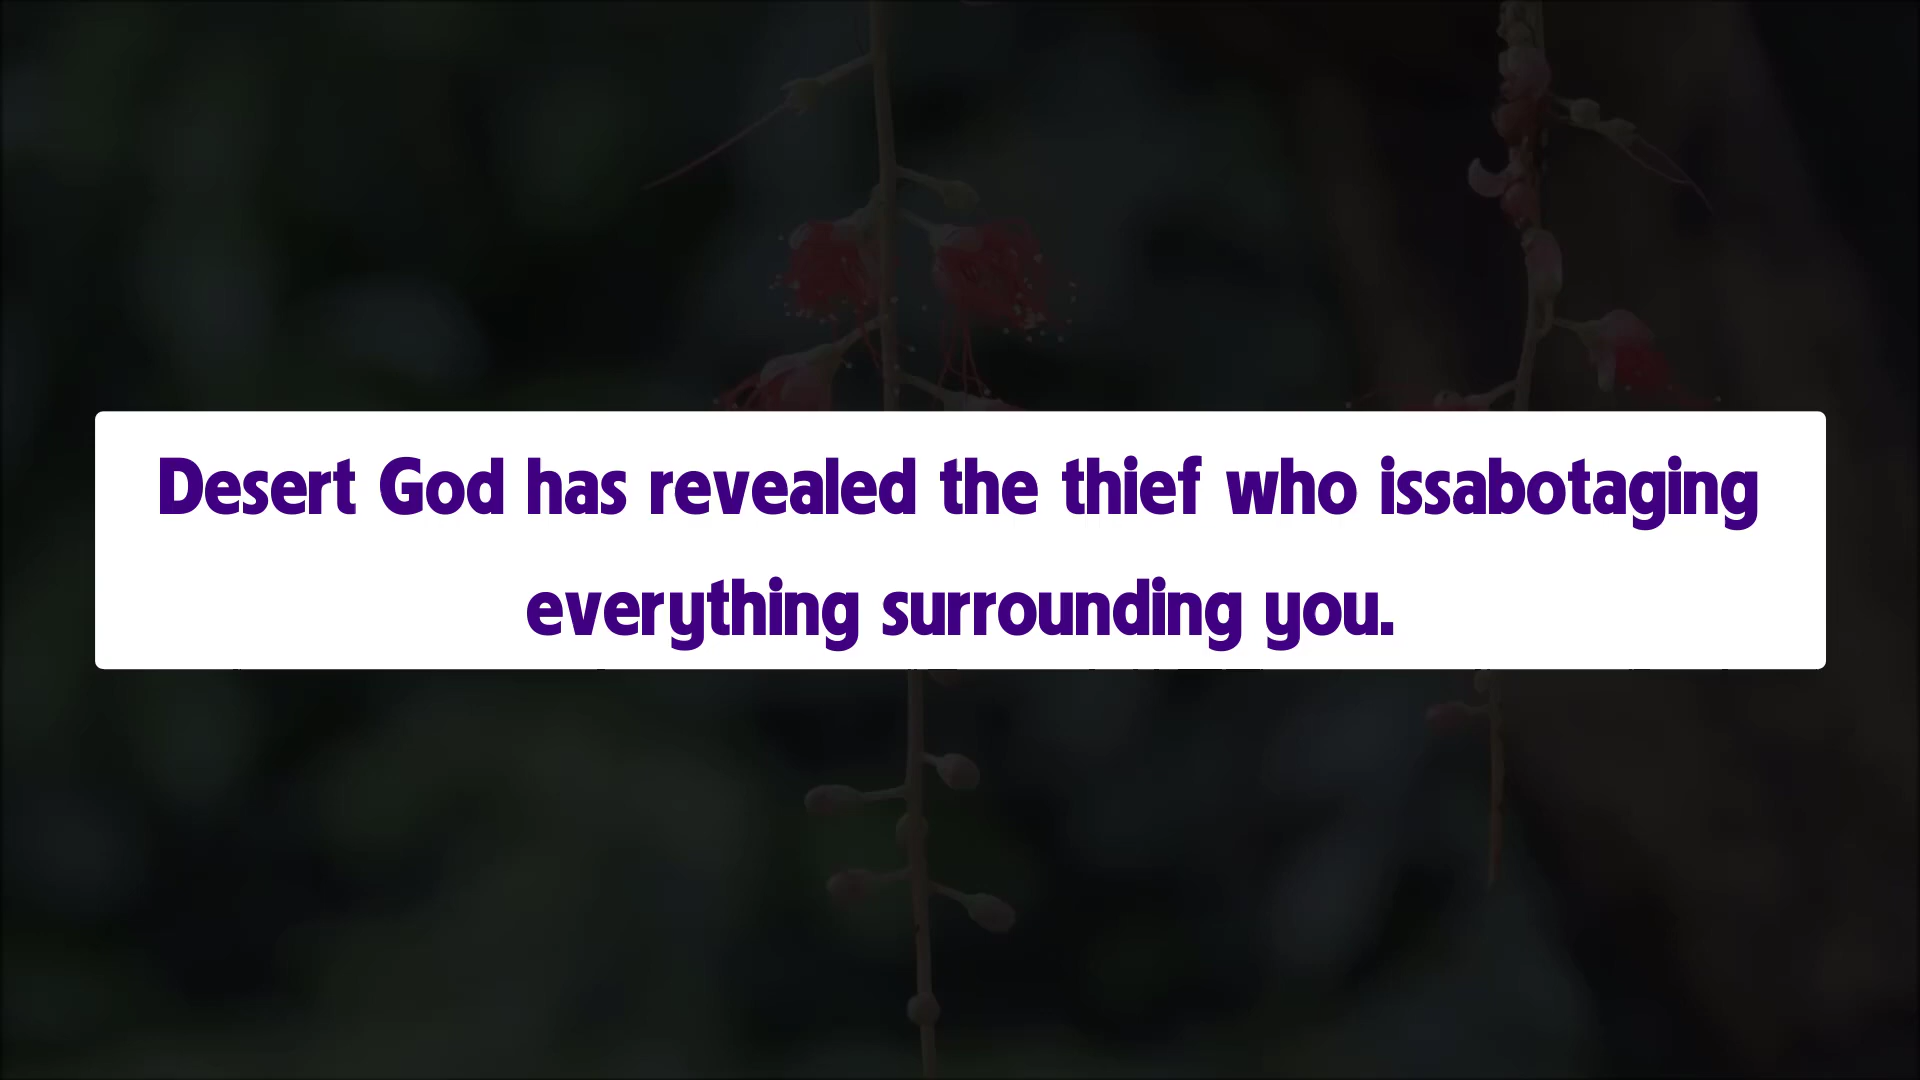 Desert God has revealed the thief who issabotaging
everything surrounding you.